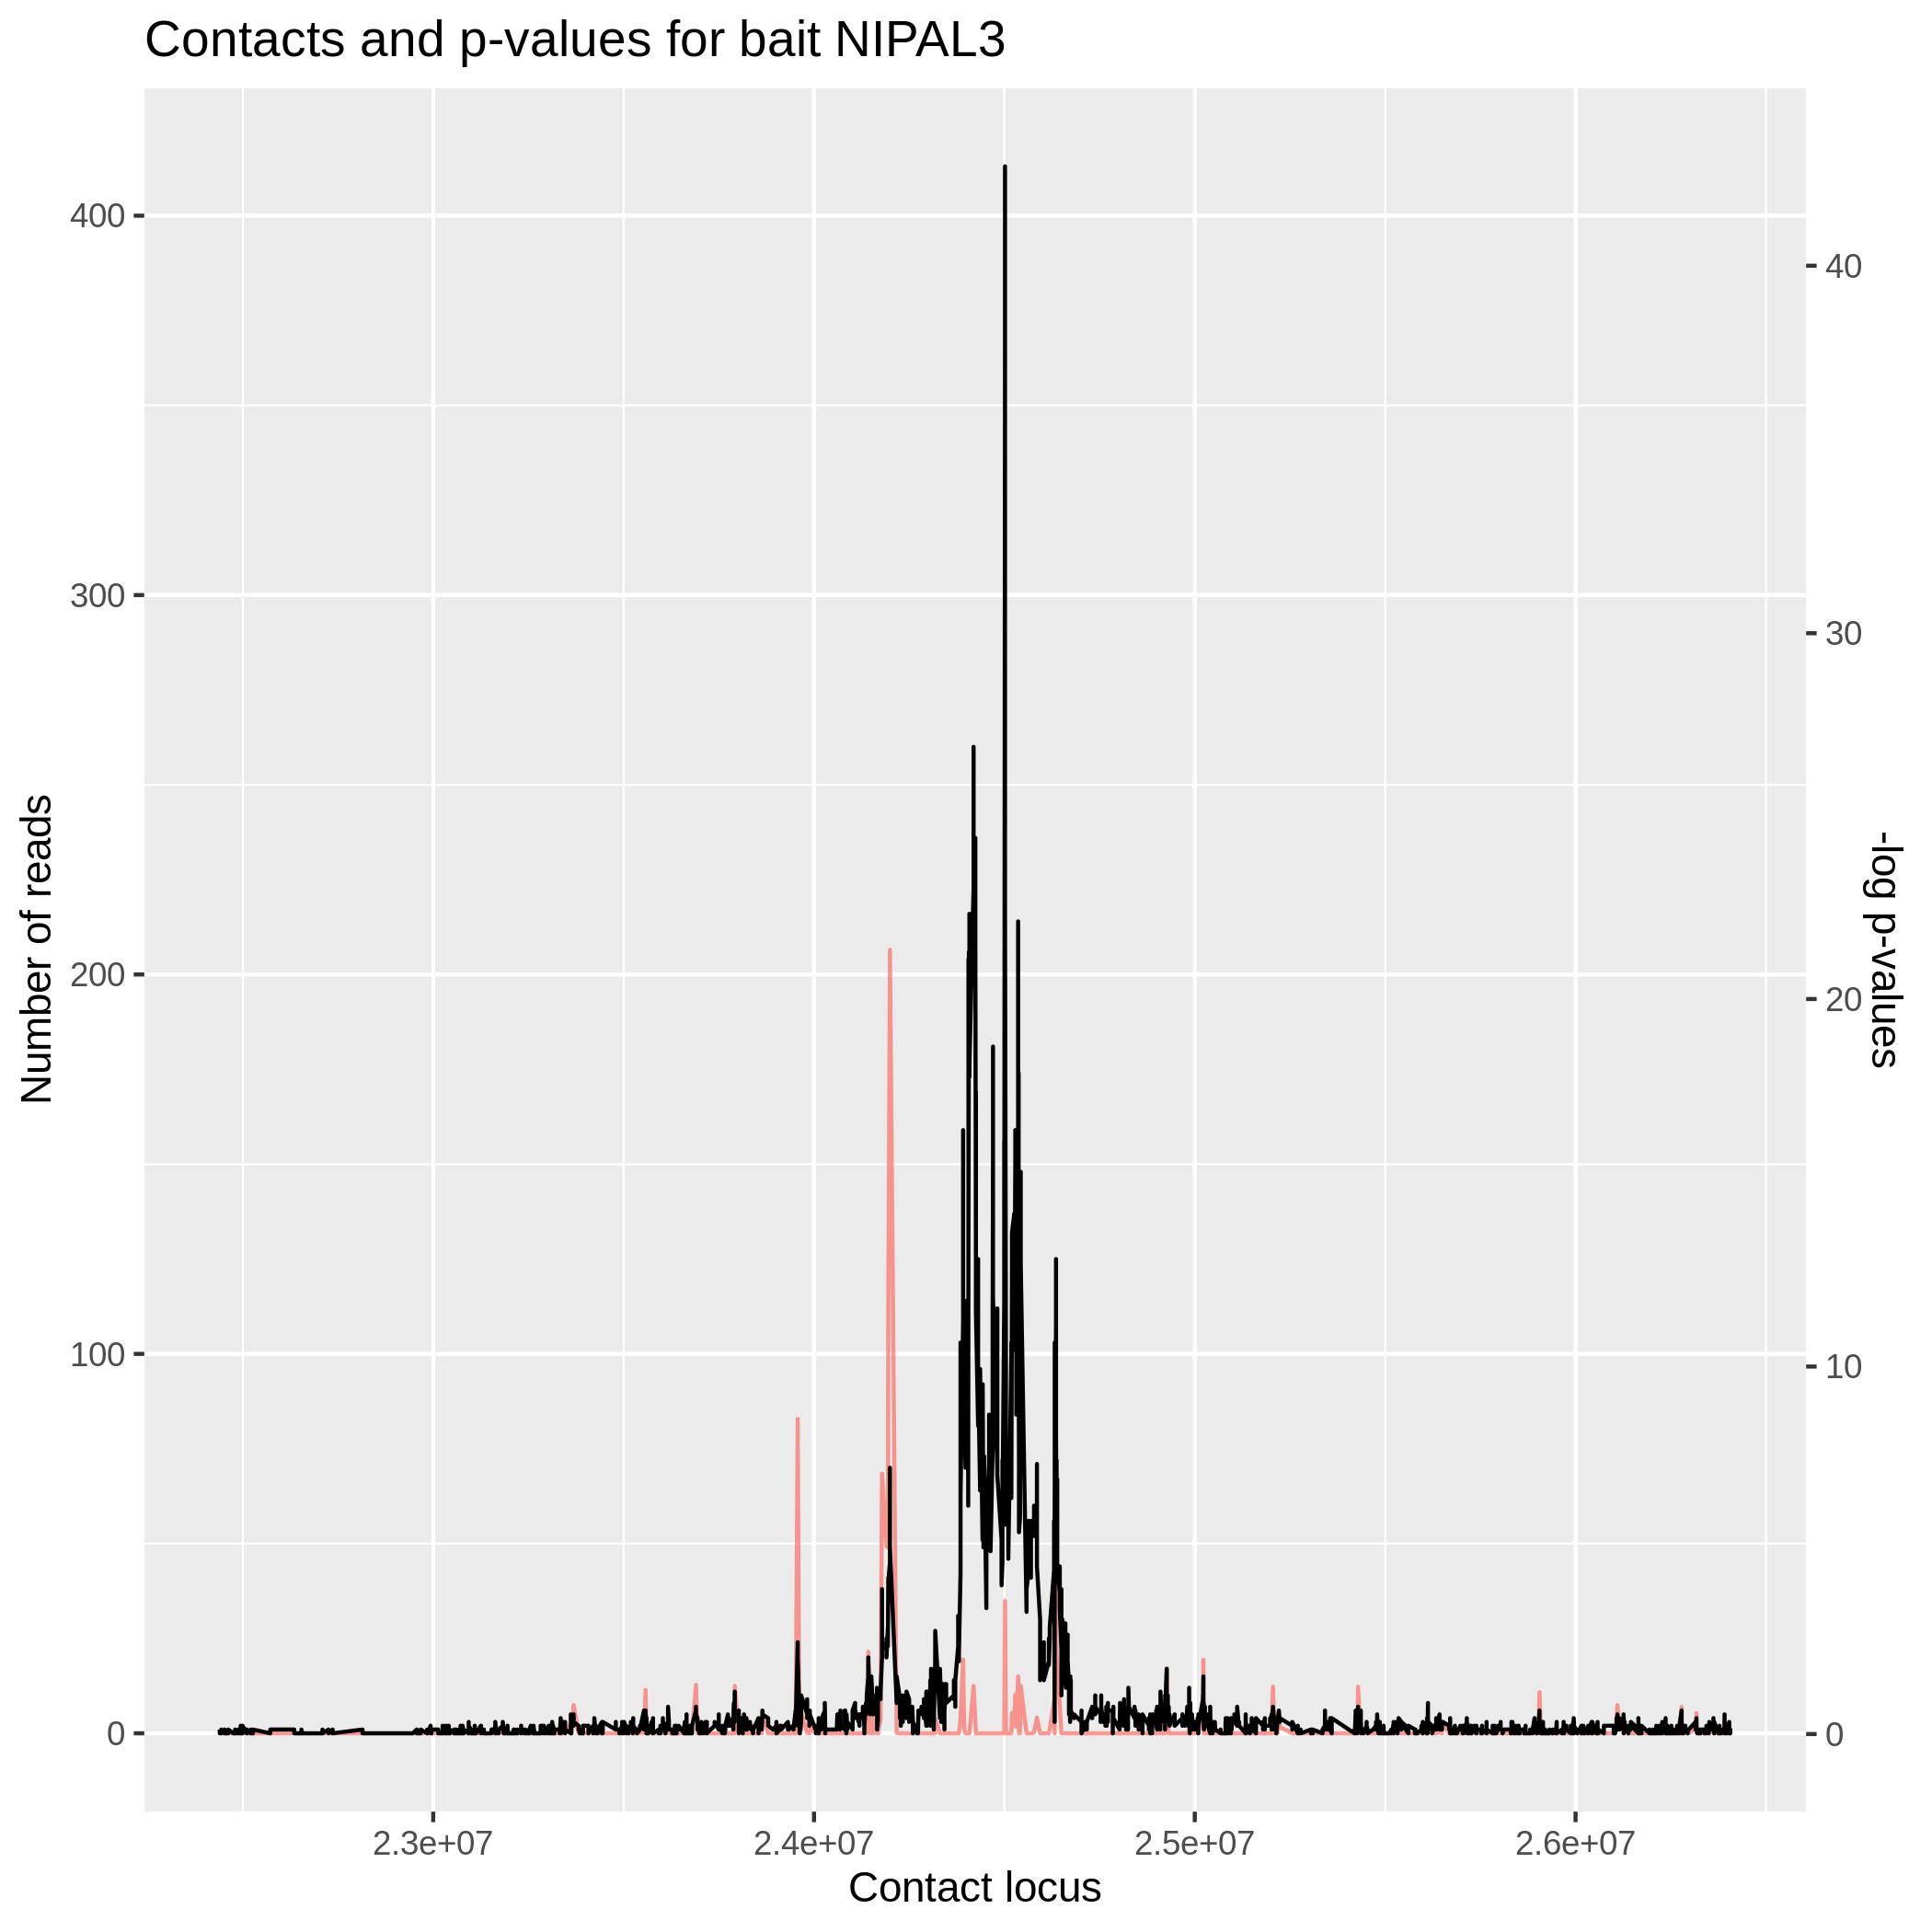 Contacts and p-values for bait NIPAL3
Number of reads
400
300
200
100
0
40
30
20
10
0
-log p-values
2.3e+07 2.4e+07 2.5e+07 2.6e+07
Contact locus